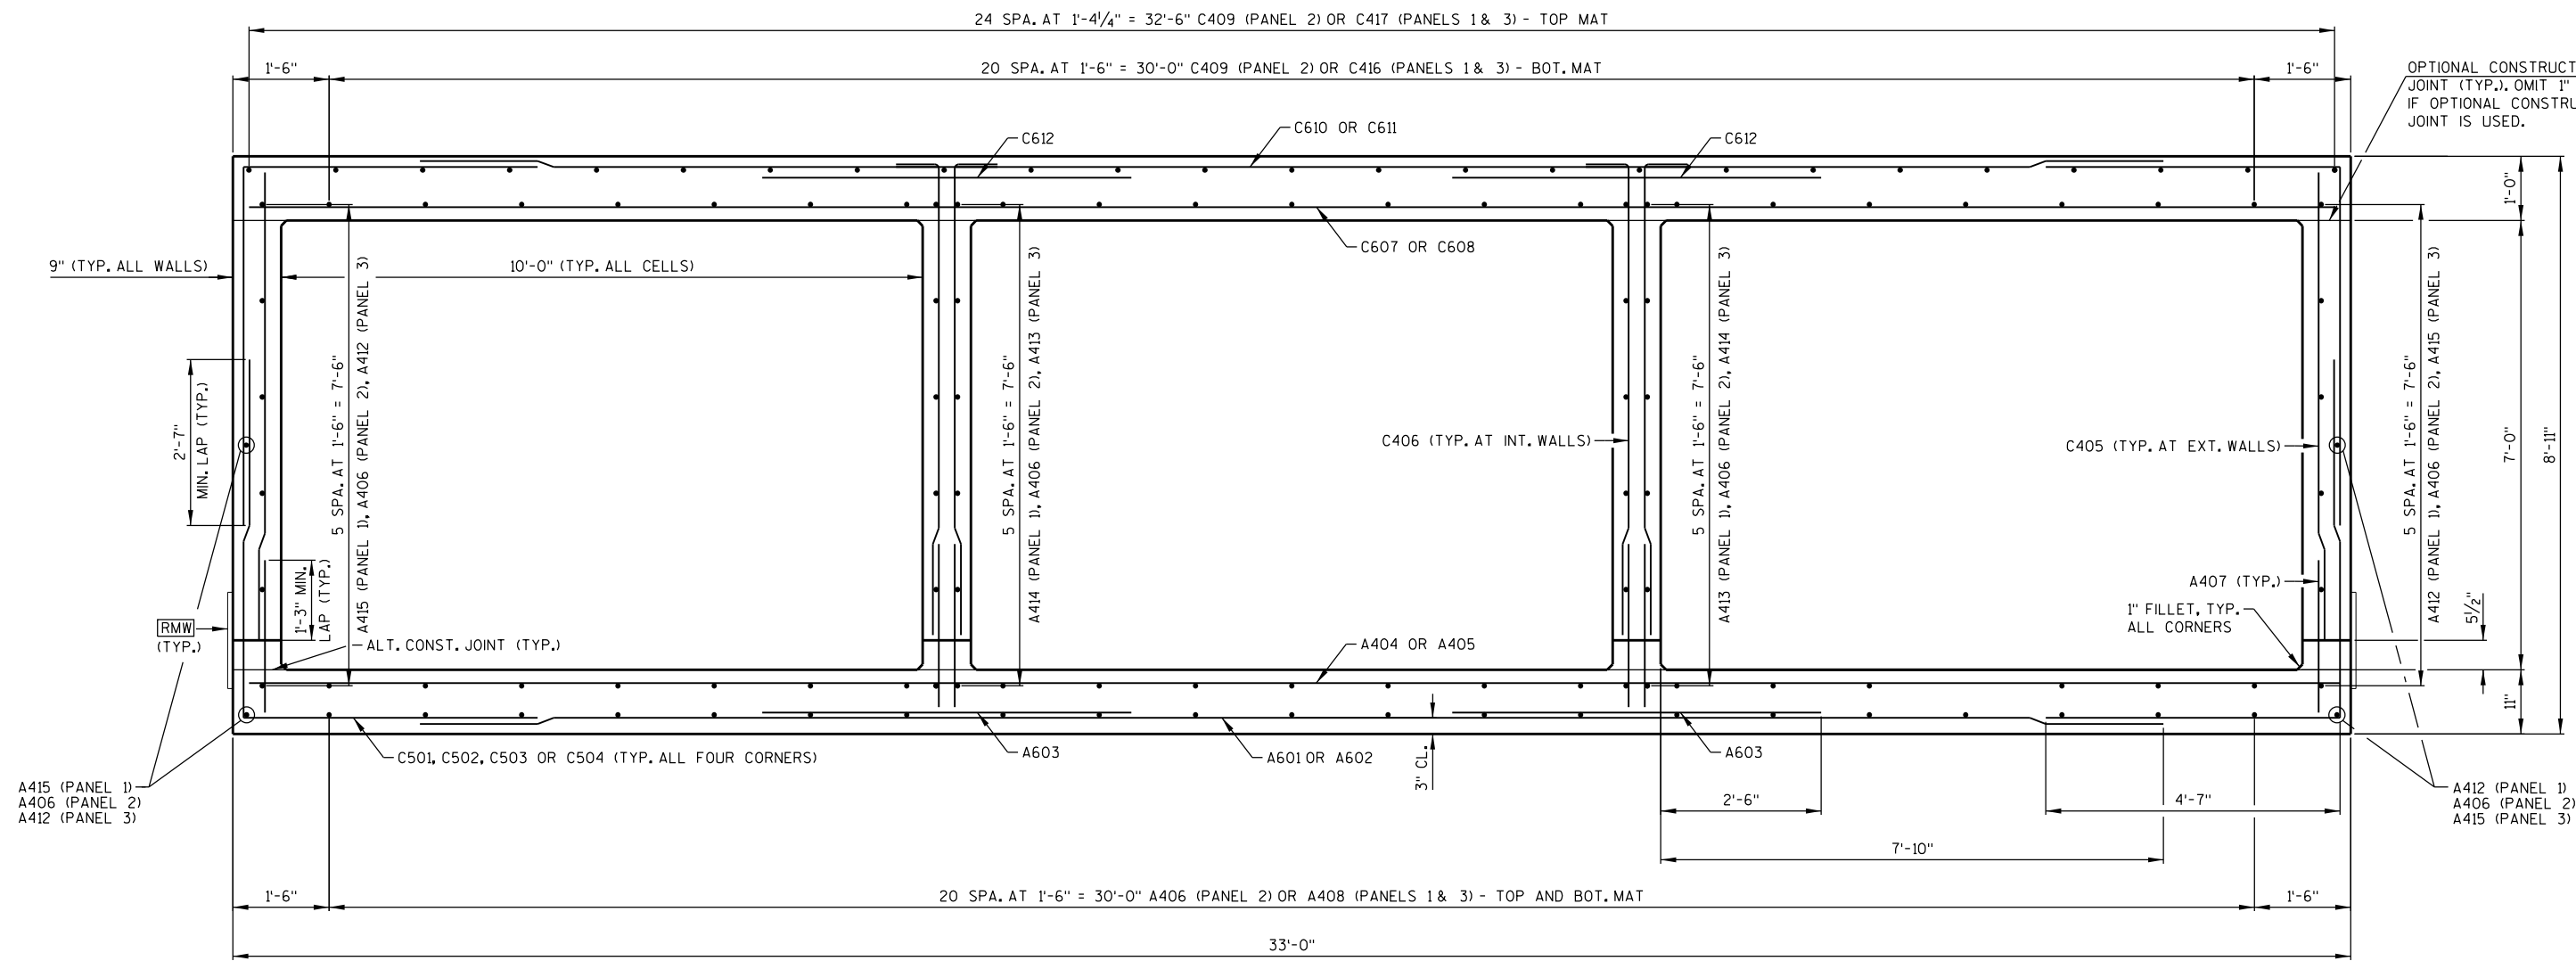 24 SPA. AT 1'-4¼" = 32'-6" C409 (PANEL 2) OR C417 (PANELS 1 & 3) - TOP MAT
1'-6"
20 SPA. AT 1'-6" = 30'-0" C409 (PANEL 2) OR C416 (PANELS 1 & 3) - BOT. MAT
1'-6"
OPTIONAL CONSTRUCT
JOINT (TYP.). OMIT 1"
IF OPTIONAL CONSTRU
JOINT IS USED.
C612
C610 OR C611
C612
C607 OR C608
9" (TYP. ALL WALLS)
10'-0" (TYP. ALL CELLS)
1'-0"
7'-0"
8'-11"
11"
5½"
2'-7"
MIN. LAP (TYP.)
1'-3" MIN.
LAP (TYP.)
5 SPA. AT 1'-6" = 7'-6"
A415 (PANEL 1), A406 (PANEL 2), A412 (PANEL 3)
5 SPA. AT 1'-6" = 7'-6"
A414 (PANEL 1), A406 (PANEL 2), A413 (PANEL 3)
5 SPA. AT 1'-6" = 7'-6"
A413 (PANEL 1), A406 (PANEL 2), A414 (PANEL 3)
5 SPA. AT 1'-6" = 7'-6"
A412 (PANEL 1), A406 (PANEL 2), A415 (PANEL 3)
C406 (TYP. AT INT. WALLS)
C405 (TYP. AT EXT. WALLS)
A407 (TYP.)
1" FILLET, TYP.
ALL CORNERS
RMW
(TYP.)
ALT. CONST. JOINT (TYP.)
A404 OR A405
C501, C502, C503 OR C504 (TYP. ALL FOUR CORNERS)
A603
A601 OR A602
3" CL.
A603
A415 (PANEL 1)
A406 (PANEL 2)
A412 (PANEL 3)
A412 (PANEL 1)
A406 (PANEL 2)
A415 (PANEL 3)
2'-6"
4'-7"
7'-10"
1'-6"
20 SPA. AT 1'-6" = 30'-0" A406 (PANEL 2) OR A408 (PANELS 1 & 3) - TOP AND BOT. MAT
1'-6"
33'-0"